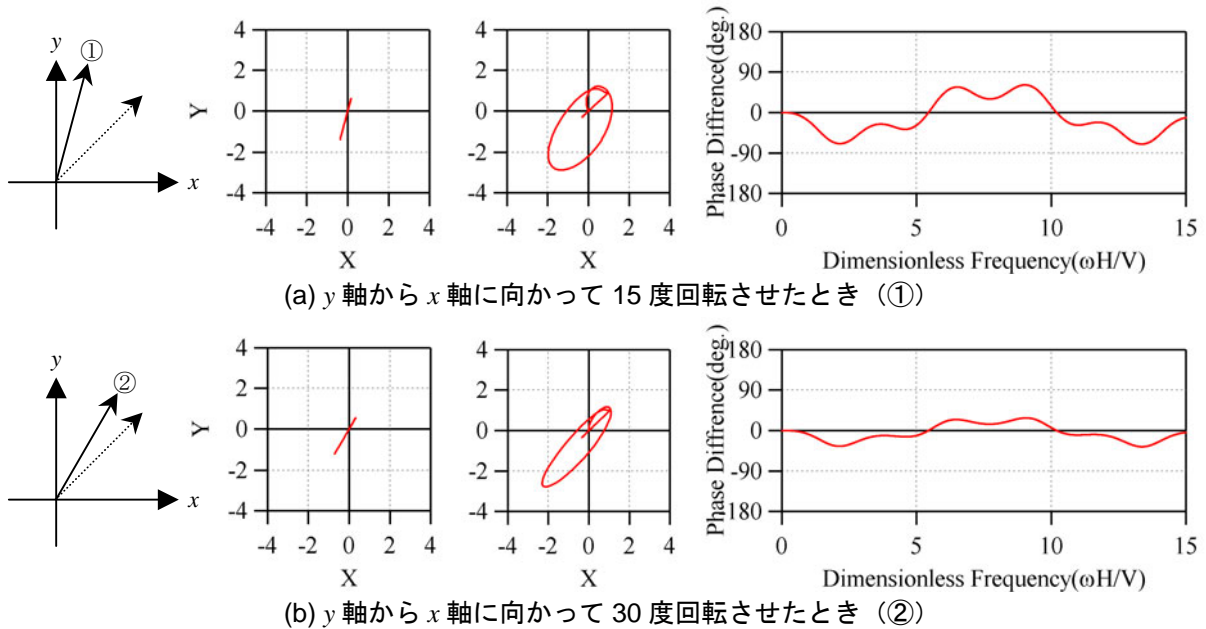 y
①
x
4
2
0
-2
-4
Y
-4 -2 0 2 4
X
4
2
0
-2
-4
-4 -2 0 2 4
X
Phase Diffrence(deg.)
180
90
0
-90
-180
0 5 10 15
Dimensionless Frequency(ωH/V)
(a) y 軸から x 軸に向かって 15 度回転させたとき（①）
y
②
x
4
2
0
-2
-4
Y
-4 -2 0 2 4
X
4
2
0
-2
-4
-4 -2 0 2 4
X
Phase Diffrence(deg.)
180
90
0
-90
-180
0 5 10 15
Dimensionless Frequency(ωH/V)
(b) y 軸から x 軸に向かって 30 度回転させたとき（②）